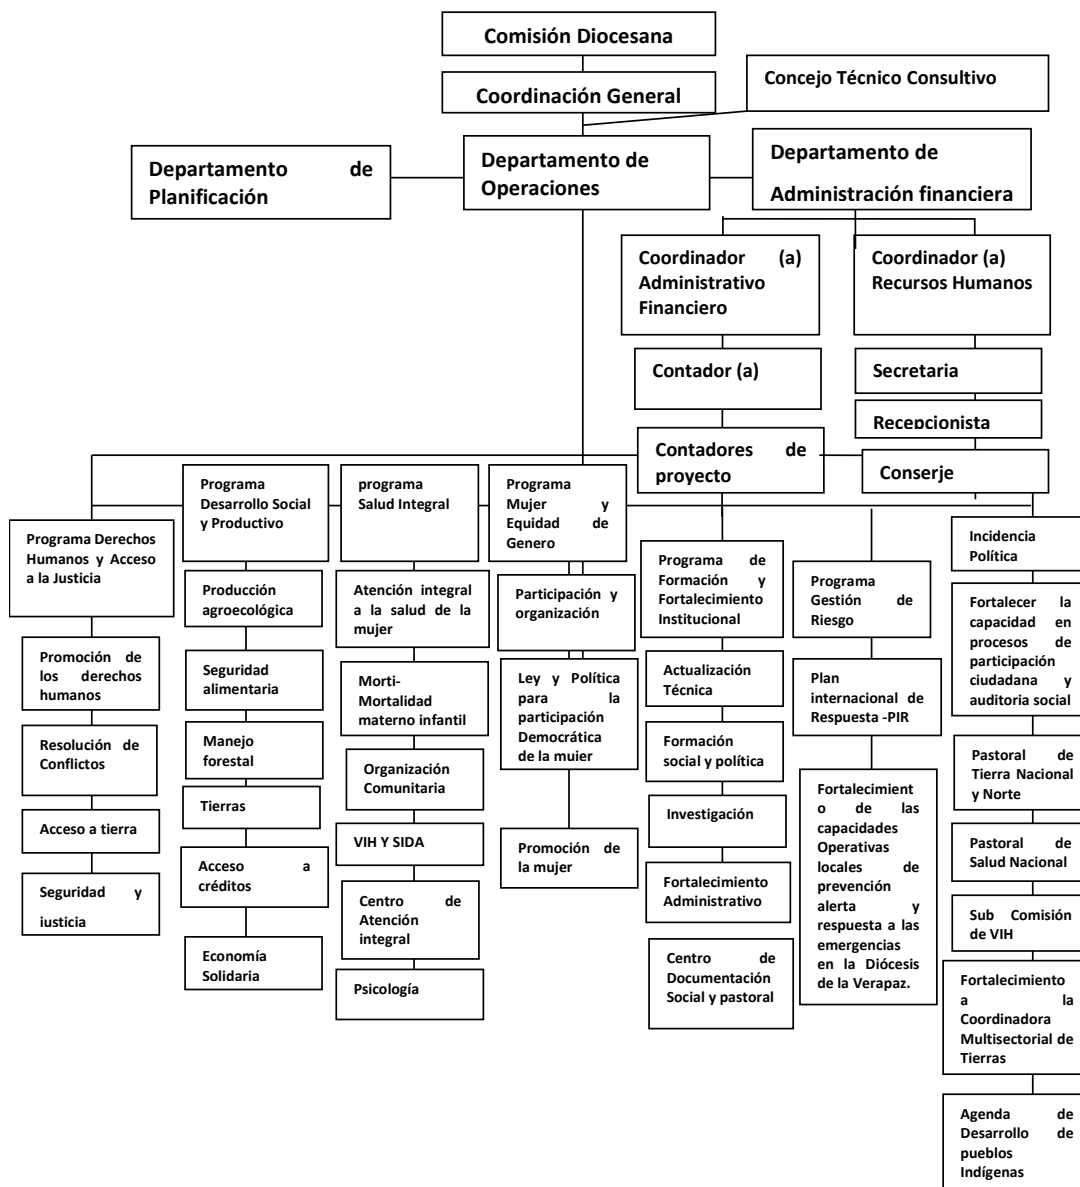 Comisión Diocesana
Coordinación General
Concejo Técnico Consultivo
Departamento de
Planificación
Departamento de
Operaciones
Departamento de
Administración financiera
Coordinador (a)
Administrativo
Financiero
Coordinador (a)
Recursos Humanos
Contador (a)
Secretaria
Recepcionista
Contadores de
proyecto
Conserje
Programa Derechos
Humanos y Acceso
a la Justicia
Promoción de
los derechos
humanos
Resolución de
Conflictos
Acceso a tierra
Seguridad y
justicia
Programa
Desarrollo Social
y Productivo
Producción
agroecológica
Seguridad
alimentaria
Manejo
forestal
Tierras
Acceso a
créditos
Economía
Solidaria
programa
Salud Integral
Atención integral
a la salud de la
mujer
Morti-
Mortalidad
materno infantil
Organización
Comunitaria
VIH Y SIDA
Centro de
Atención
integral
Psicología
Programa
Mujer y
Equidad de
Genero
Participación y
organización
Ley y Política
para la
participación
Democrática
de la mujer
Promoción de
la mujer
Programa de
Formación y
Fortalecimiento
Institucional
Actualización
Técnica
Formación
social y política
Investigación
Fortalecimiento
Administrativo
Centro de
Documentación
Social y pastoral
Programa
Gestión de
Riesgo
Plan
internacional de
Respuesta -PIR
Fortalecimient
o de las
capacidades
Operativas
locales de
prevención
alerta y
respuesta a las
emergencias
en la Diócesis
de la Verapaz.
Incidencia
Política
Fortalecer la
capacidad en
procesos de
participación
ciudadana y
auditoria social
Pastoral de
Tierra Nacional
y Norte
Pastoral de
Salud Nacional
Sub Comisión
de VIH
Fortalecimiento
a la
Coordinadora
Multisectorial de
Tierras
Agenda de
Desarrollo de
pueblos
Indígenas